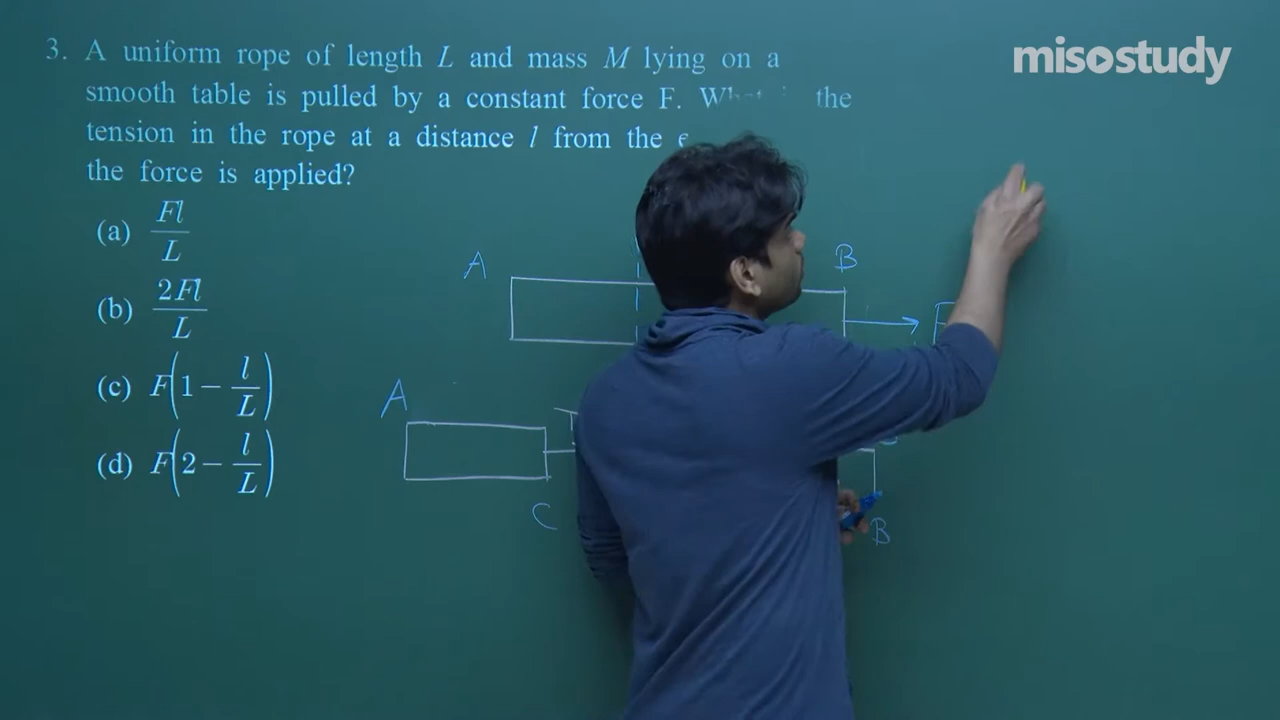 misostudy
3. A uniform rope of length L and mass M lying on a
smooth table is pulled by a constant force F. What the
tension in the rope at a distance l from the
the force is applied?
(a) Fl/L
(b) 2Fl/L
(c) F(1 − l/L)
(d) F(2 − l/L)
A B
F
A T
C B